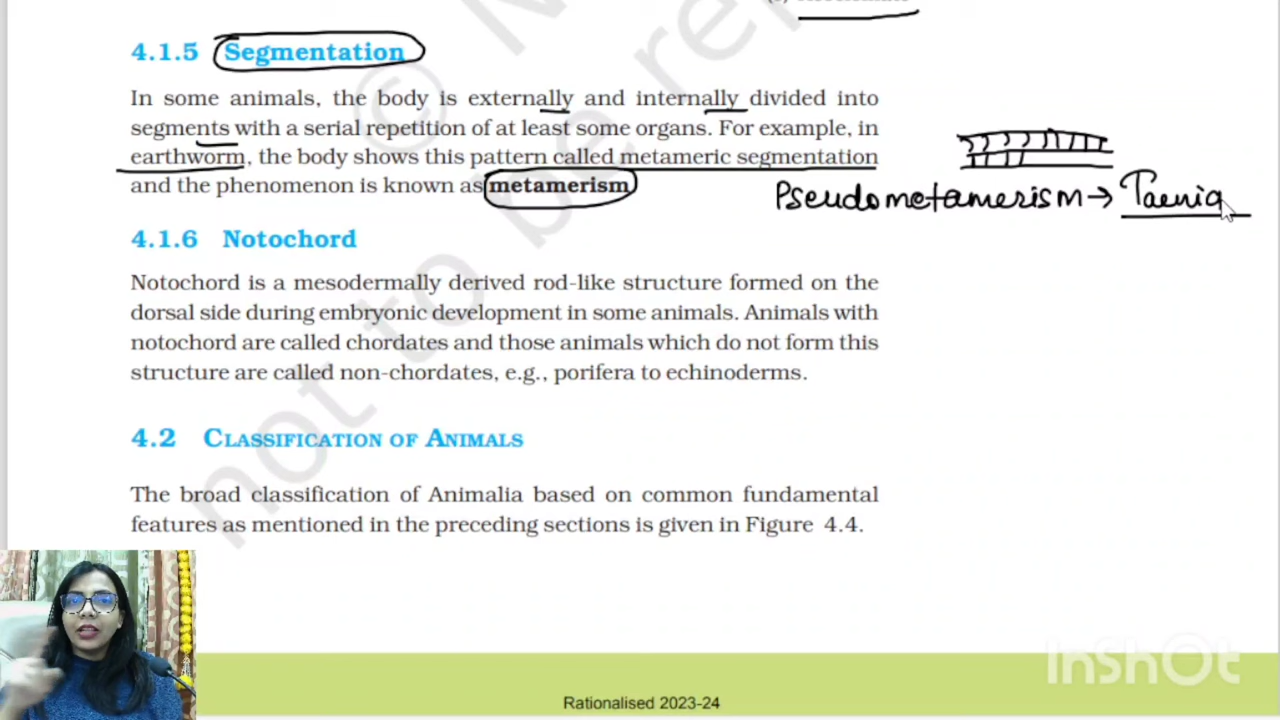 4.1.5 Segmentation
In some animals, the body is externally and internally divided into
segments with a serial repetition of at least some organs. For example, in
earthworm, the body shows this pattern called metameric segmentation
and the phenomenon is known as metamerism
Pseudometamerism → Taenia
4.1.6 Notochord
Notochord is a mesodermally derived rod-like structure formed on the
dorsal side during embryonic development in some animals. Animals with
notochord are called chordates and those animals which do not form this
structure are called non-chordates, e.g., porifera to echinoderms.
4.2 CLASSIFICATION OF ANIMALS
The broad classification of Animalia based on common fundamental
features as mentioned in the preceding sections is given in Figure 4.4.
not to be re
InShOt
Rationalised 2023-24